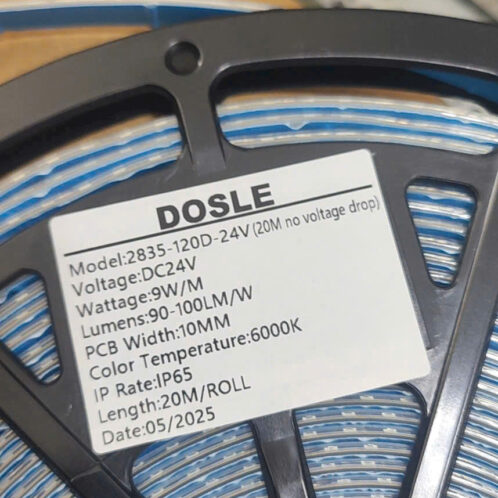 DOSLE
Model:2835-120D-24V (20M no voltage drop)
Voltage:DC24V
Wattage:9W/M
Lumens:90-100LM/W
PCB Width:10MM
Color Temperature:6000K
IP Rate:IP65
Length:20M/ROLL
Date:05/2025